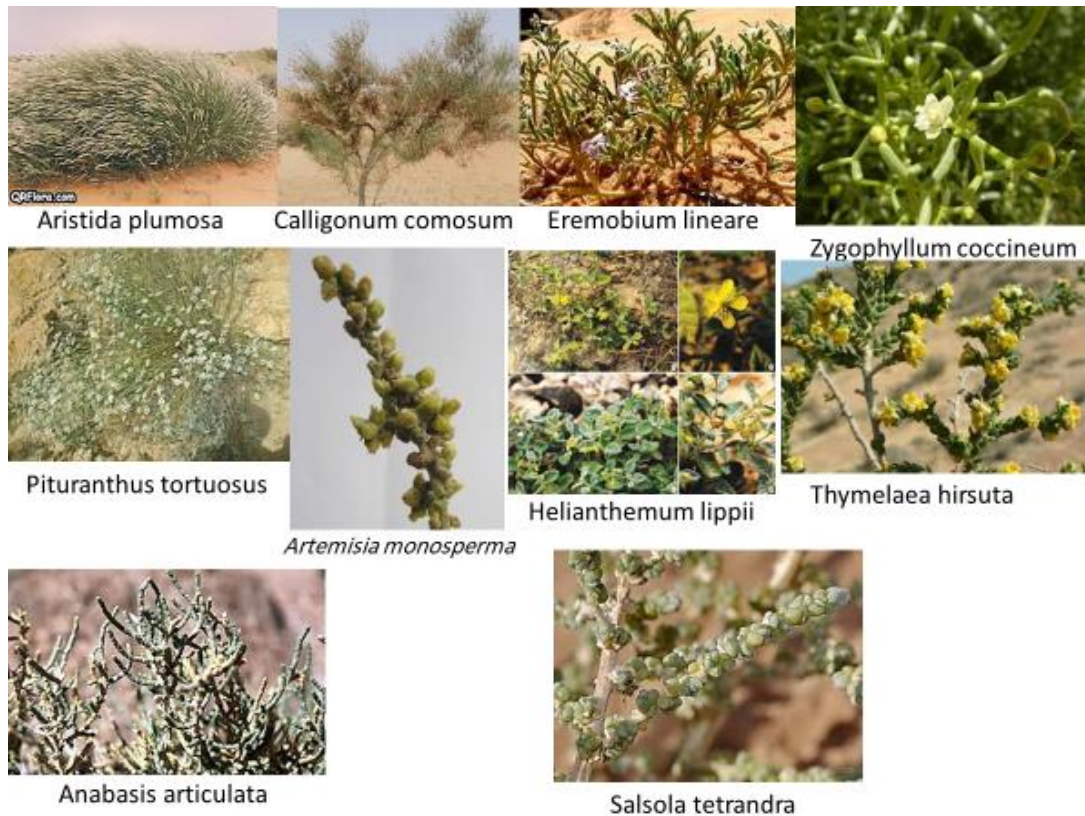 QRFlora.com
Aristida plumosa
Calligonum comosum
Eremobium lineare
Zygophyllum coccineum
Pituranthus tortuosus
Artemisia monosperma
Helianthemum lippii
Thymelaea hirsuta
Anabasis articulata
Salsola tetrandra